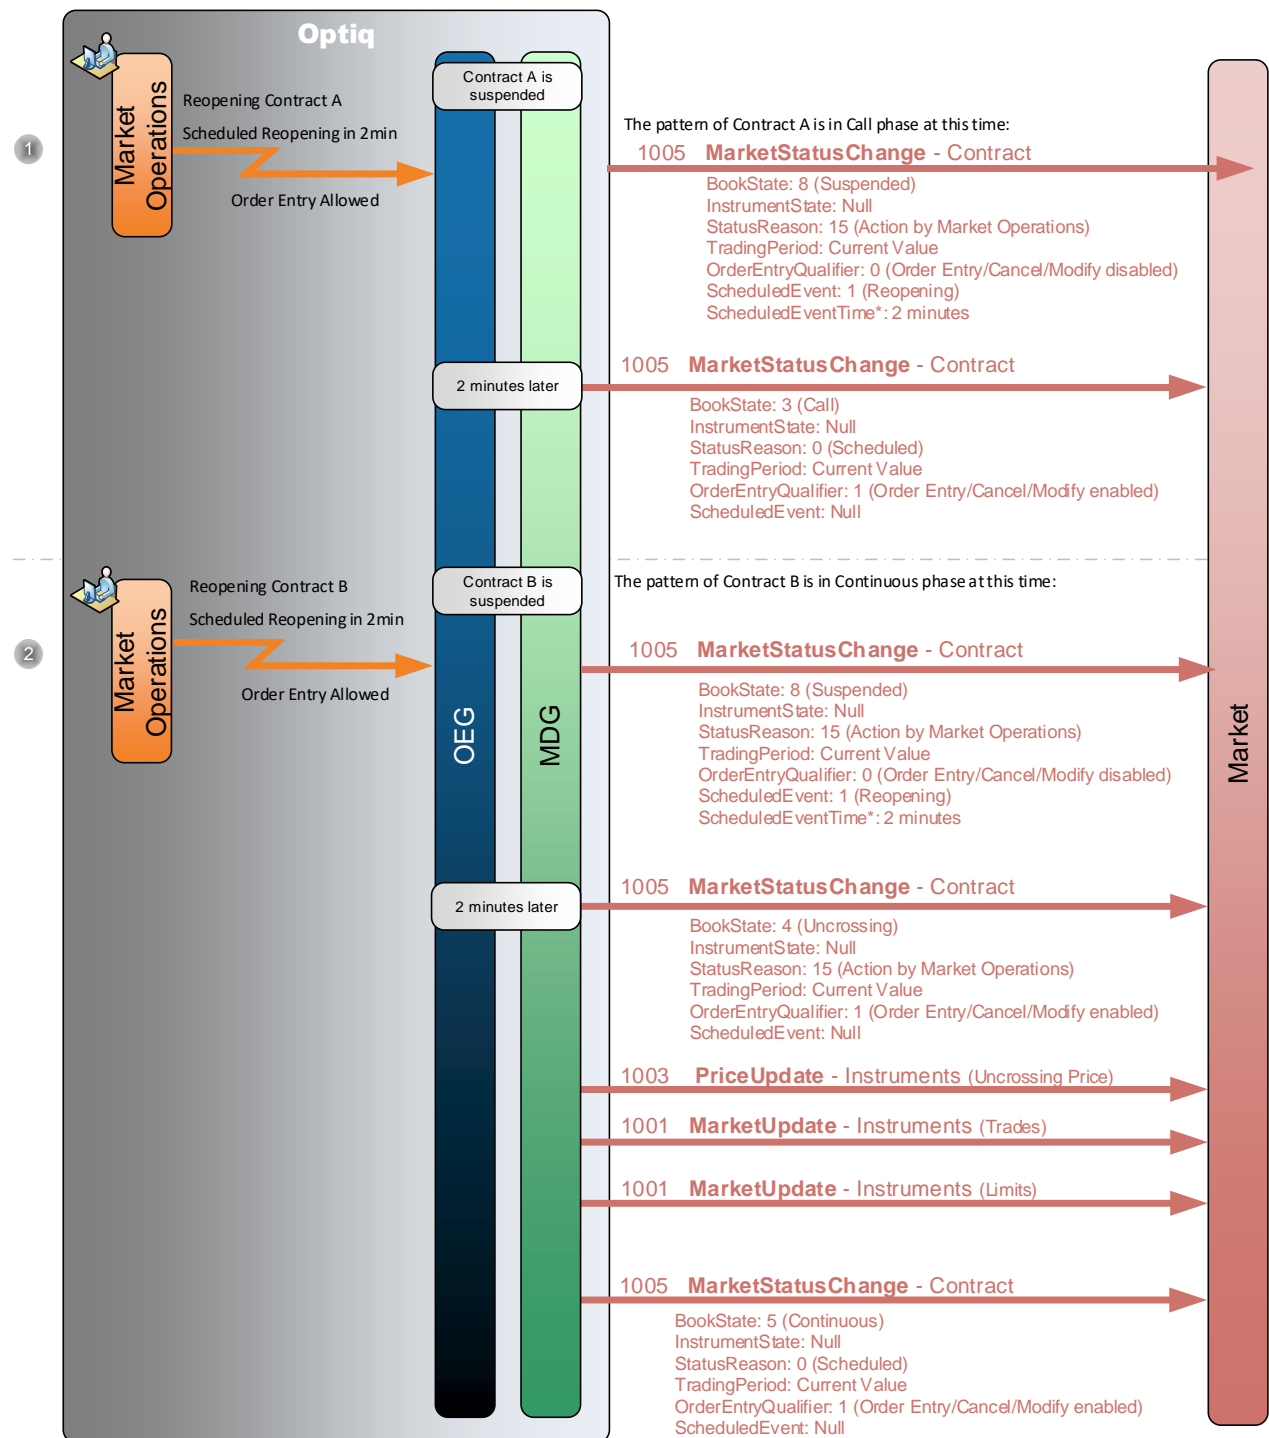 Optiq
Market Operations
Reopening Contract A
Scheduled Reopening in 2min
Order Entry Allowed
Contract A is
suspended
1
The pattern of Contract A is in Call phase at this time:
1005 MarketStatusChange - Contract
BookState: 8 (Suspended)
InstrumentState: Null
StatusReason: 15 (Action by Market Operations)
TradingPeriod: Current Value
OrderEntryQualifier: 0 (Order Entry/Cancel/Modify disabled)
ScheduledEvent: 1 (Reopening)
ScheduledEventTime*: 2 minutes
2 minutes later
1005 MarketStatusChange - Contract
BookState: 3 (Call)
InstrumentState: Null
StatusReason: 0 (Scheduled)
TradingPeriod: Current Value
OrderEntryQualifier: 1 (Order Entry/Cancel/Modify enabled)
ScheduledEvent: Null
Market Operations
Reopening Contract B
Scheduled Reopening in 2min
Order Entry Allowed
Contract B is
suspended
2
The pattern of Contract B is in Continuous phase at this time:
1005 MarketStatusChange - Contract
BookState: 8 (Suspended)
InstrumentState: Null
StatusReason: 15 (Action by Market Operations)
TradingPeriod: Current Value
OrderEntryQualifier: 0 (Order Entry/Cancel/Modify disabled)
ScheduledEvent: 1 (Reopening)
ScheduledEventTime*: 2 minutes
OEG
MDG
Market
2 minutes later
1005 MarketStatusChange - Contract
BookState: 4 (Uncrossing)
InstrumentState: Null
StatusReason: 15 (Action by Market Operations)
TradingPeriod: Current Value
OrderEntryQualifier: 1 (Order Entry/Cancel/Modify enabled)
ScheduledEvent: Null
1003 PriceUpdate - Instruments (Uncrossing Price)
1001 MarketUpdate - Instruments (Trades)
1001 MarketUpdate - Instruments (Limits)
1005 MarketStatusChange - Contract
BookState: 5 (Continuous)
InstrumentState: Null
StatusReason: 0 (Scheduled)
TradingPeriod: Current Value
OrderEntryQualifier: 1 (Order Entry/Cancel/Modify enabled)
ScheduledEvent: Null